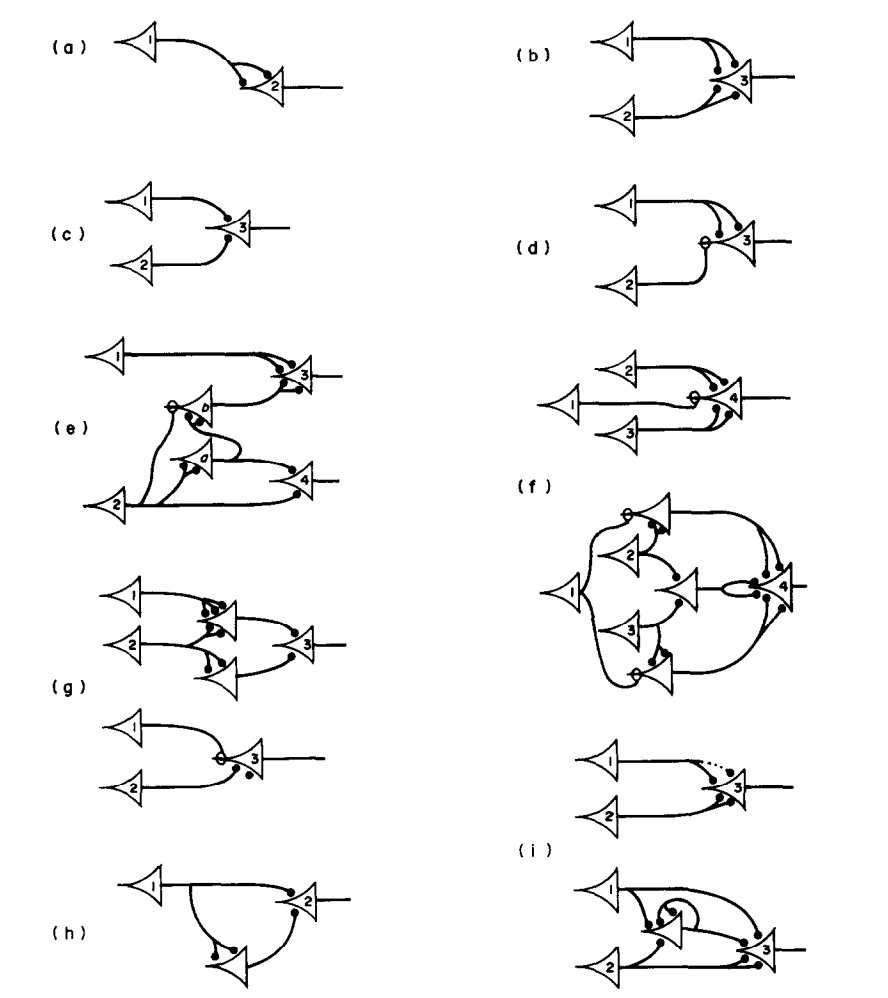 (a) 1 2
(b) 1 2 3
(c) 1 2 3
(d) 1 2 3
(e) 1 3 b a 4 2
(f) 2 1 4 3
2 1 4 3
(g) 1 2 3
1 3 2
(h) 1 2
(i) 1 3 2
1 3 2